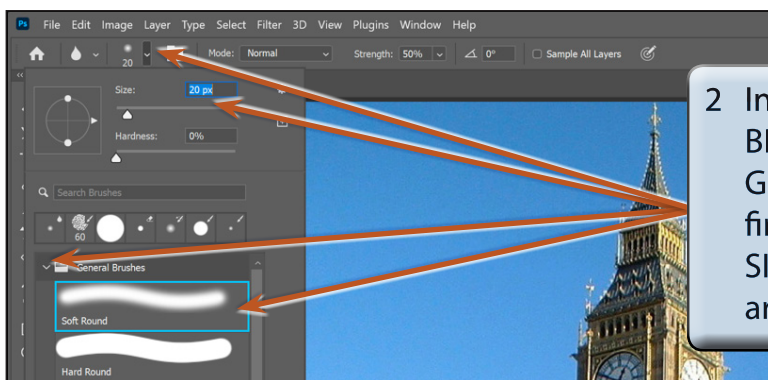 Ps File Edit Image Layer Type Select Filter 3D View Plugins Window Help
20 Mode: Normal Strength: 50% 0° Sample All Layers
Size: 20 px
Hardness: 0%
Search Brushes
60
General Brushes
Soft Round
Hard Round
2 In
Bl
G
fir
Sl
ar